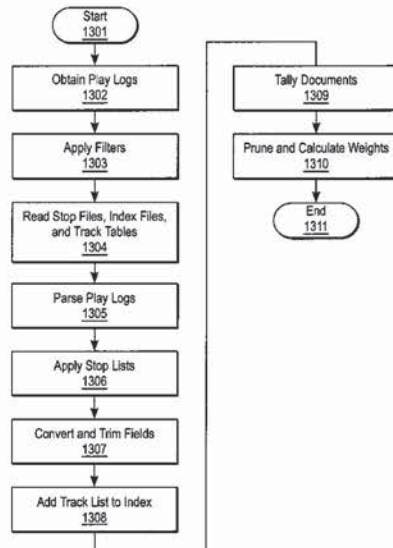 Start
1301
Obtain Play Logs
1302
Apply Filters
1303
Read Stop Files, Index Files,
and Track Tables
1304
Parse Play Logs
1305
Apply Stop Lists
1306
Convert and Trim Fields
1307
Add Track List to Index
1308
Tally Documents
1309
Prune and Calculate Weights
1310
End
1311